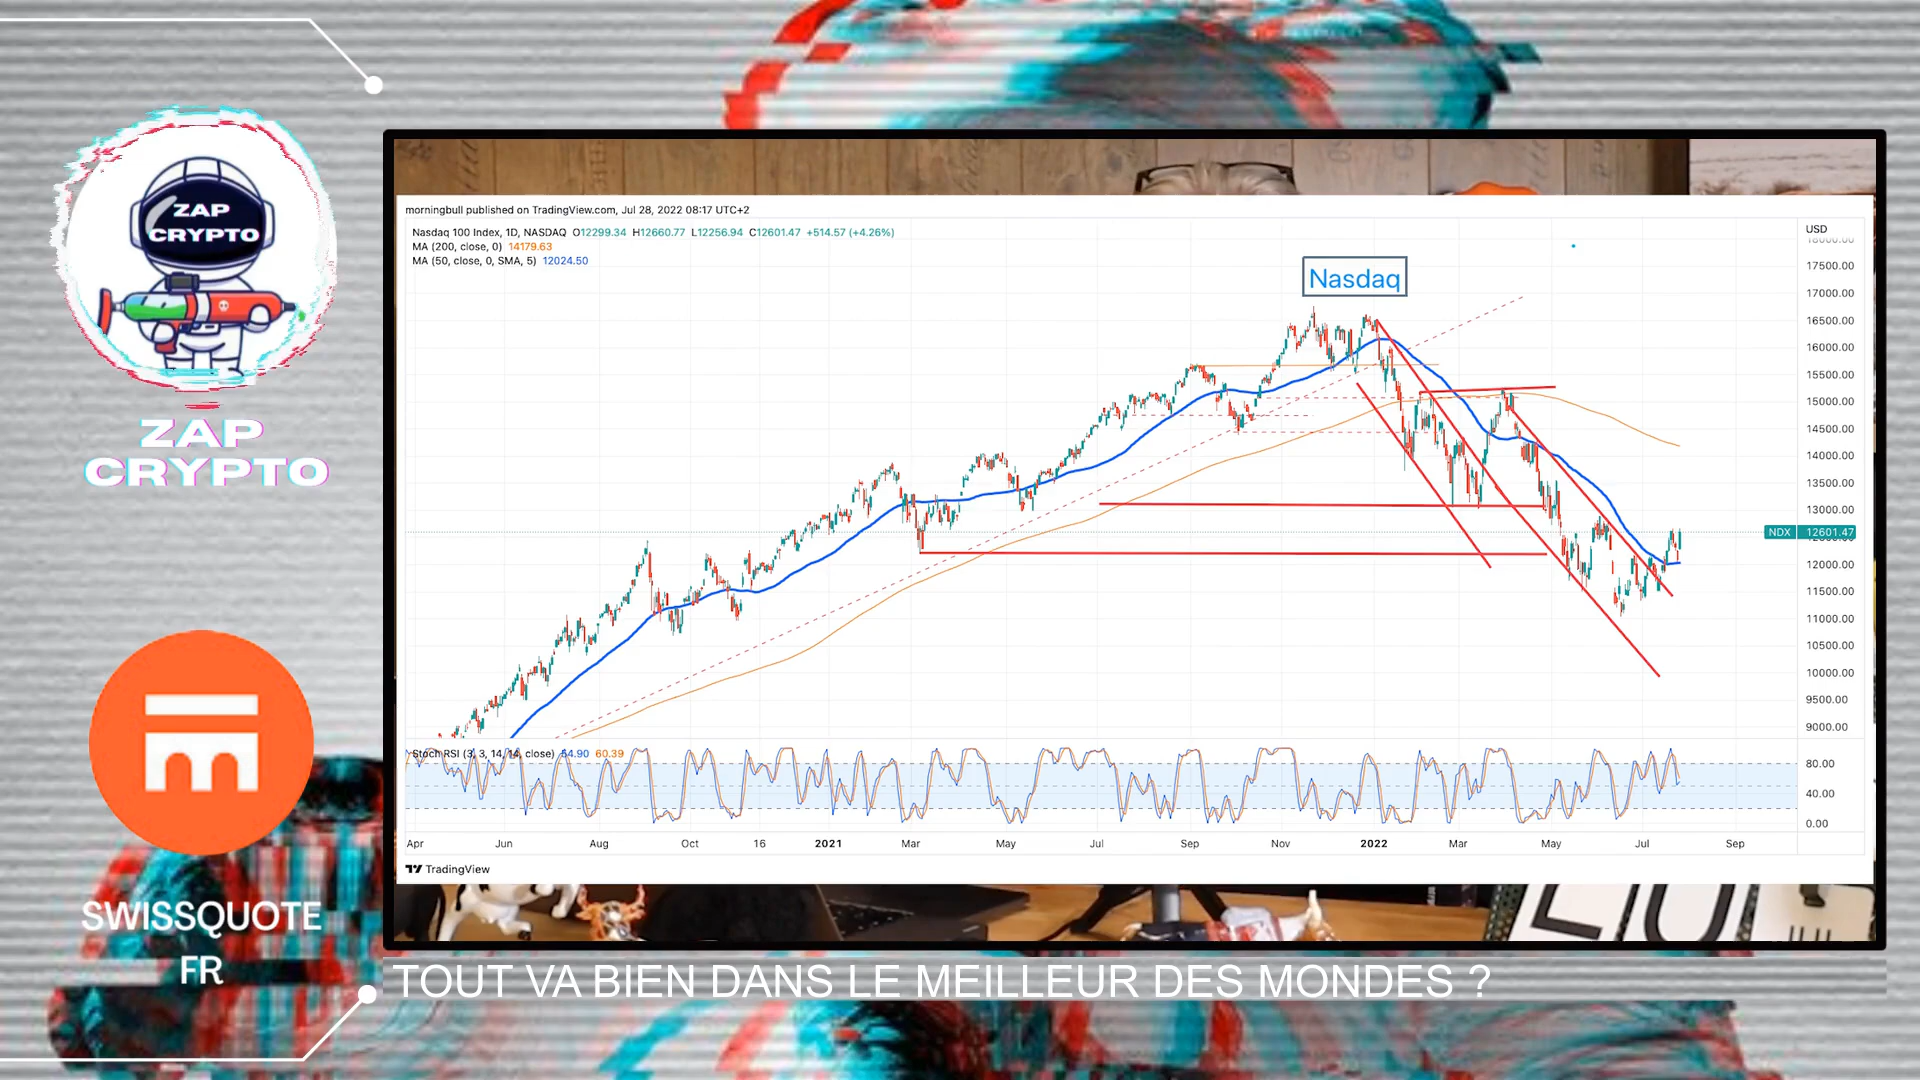 ZAP
CRYPTO
ZAP
CRYPTO
SWISSQUOTE
FR
morningbull published on TradingView.com, Jul 28, 2022 08:17 UTC+2
Nasdaq 100 Index, 1D, NASDAQ O12299.34 H12660.77 L12256.94 C12601.47 +514.57 (+4.26%)
MA (200, close, 0) 14179.63
MA (50, close, 0, SMA, 5) 12024.50
Nasdaq
USD
18000.00
17500.00
17000.00
16500.00
16000.00
15500.00
15000.00
14500.00
14000.00
13500.00
13000.00
NDX 12601.47
12500.00
12000.00
11500.00
11000.00
10500.00
10000.00
9500.00
9000.00
Stoch RSI (3, 3, 14, 14, close) 54.90 60.39
80.00
40.00
0.00
Apr Jun Aug Oct 16 2021 Mar May Jul Sep Nov 2022 Mar May Jul Sep
TradingView
TOUT VA BIEN DANS LE MEILLEUR DES MONDES ?